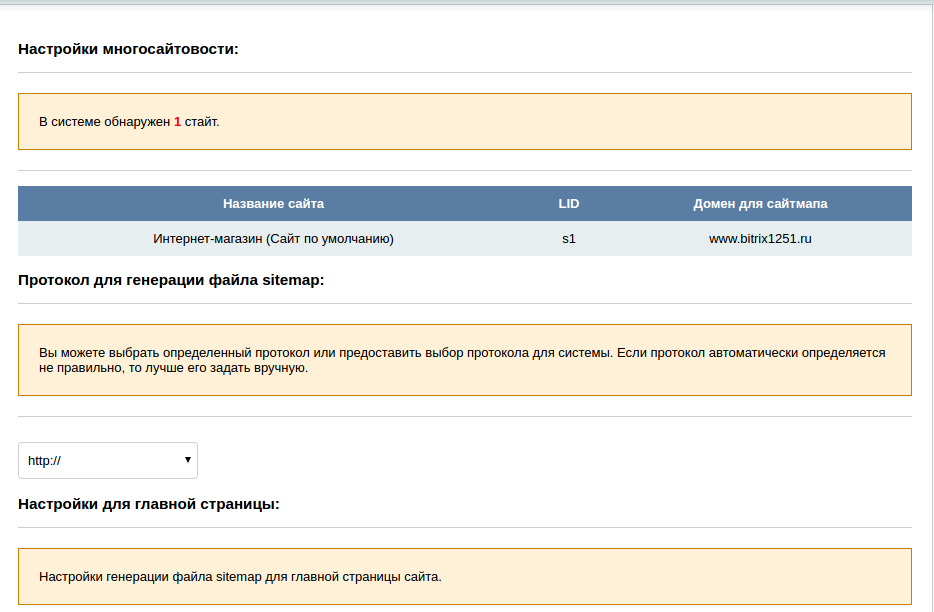 Настройки многосайтовости:
В системе обнаружен 1 стайт.
Название сайта LID Домен для сайтмапа
Интернет-магазин (Сайт по умолчанию) s1 www.bitrix1251.ru
Протокол для генерации файла sitemap:
Вы можете выбрать определенный протокол или предоставить выбор протокола для системы. Если протокол автоматически определяется
не правильно, то лучше его задать вручную.
http://
Настройки для главной страницы:
Настройки генерации файла sitemap для главной страницы сайта.